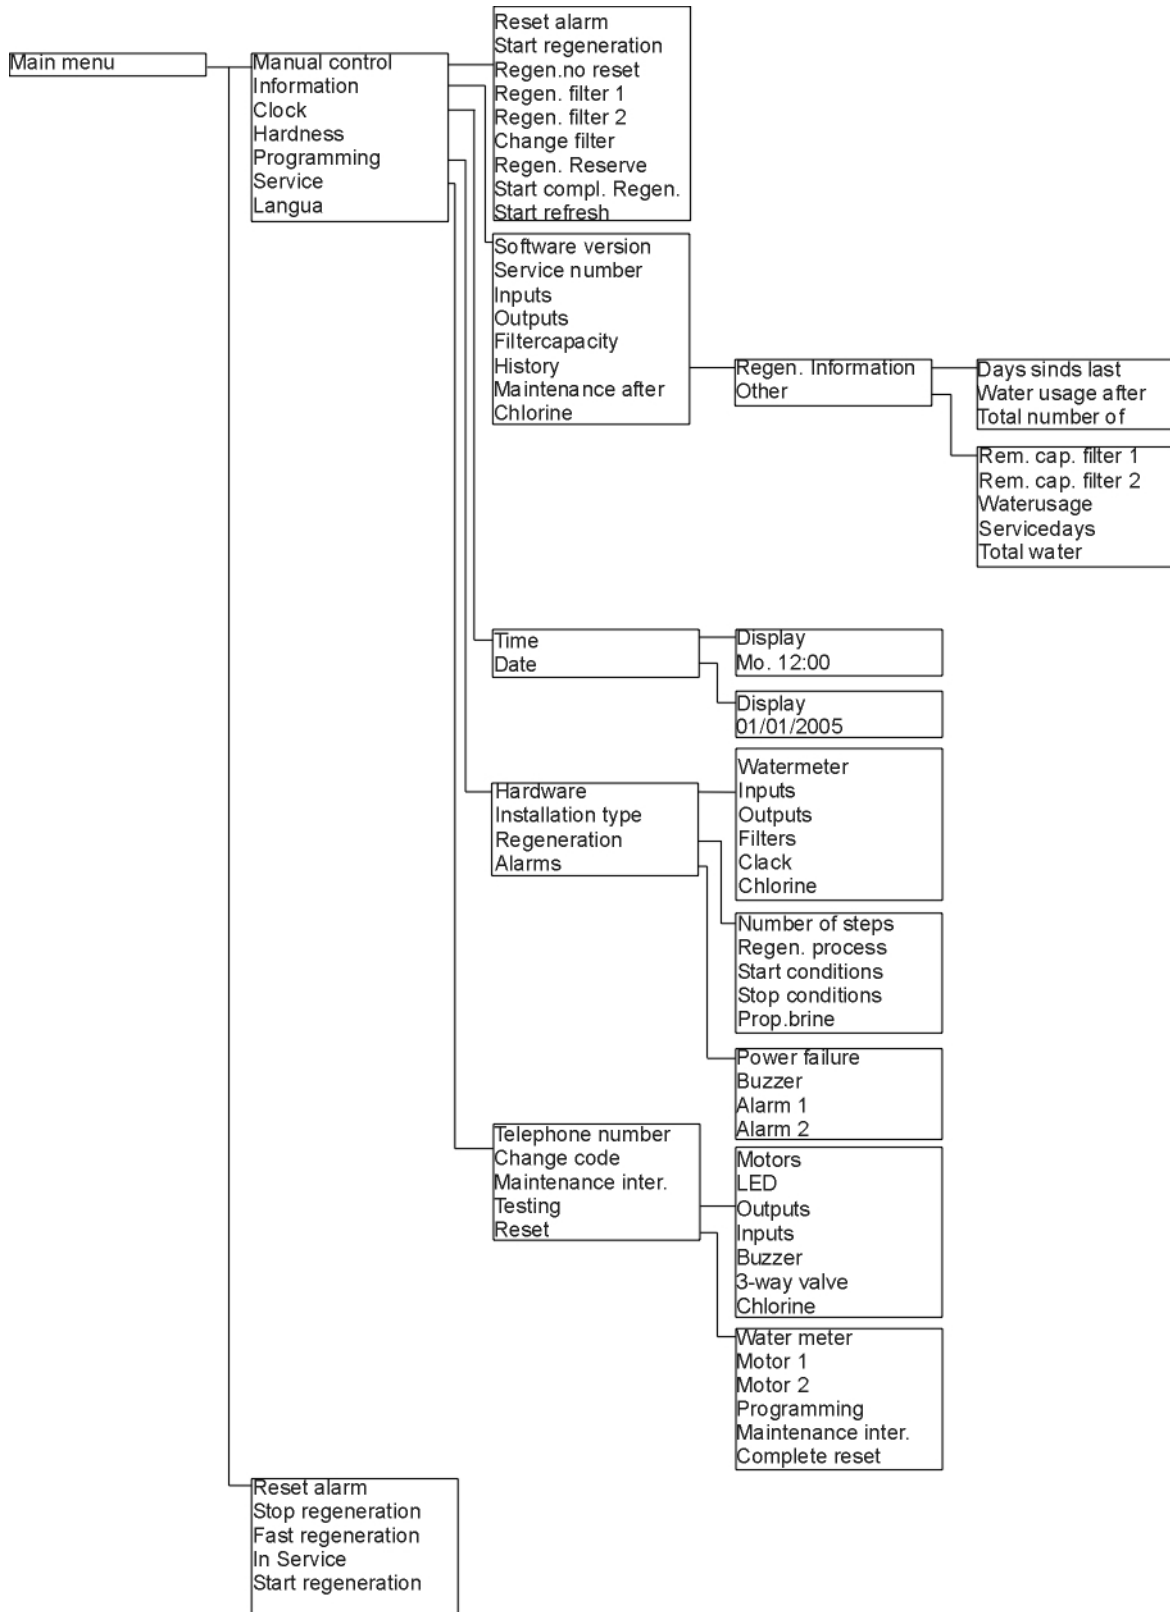 Main menu
Manual control
Information
Clock
Hardness
Programming
Service
Langua
Reset alarm
Start regeneration
Regen.no reset
Regen. filter 1
Regen. filter 2
Change filter
Regen. Reserve
Start compl. Regen.
Start refresh
Software version
Service number
Inputs
Outputs
Filtercapacity
History
Maintenance after
Chlorine
Regen. Information
Other
Days sinds last
Water usage after
Total number of
Rem. cap. filter 1
Rem. cap. filter 2
Waterusage
Servicedays
Total water
Time
Date
Display
Mo. 12:00
Display
01/01/2005
Hardware
Installation type
Regeneration
Alarms
Watermeter
Inputs
Outputs
Filters
Clack
Chlorine
Number of steps
Regen. process
Start conditions
Stop conditions
Prop.brine
Power failure
Buzzer
Alarm 1
Alarm 2
Telephone number
Change code
Maintenance inter.
Testing
Reset
Motors
LED
Outputs
Inputs
Buzzer
3-way valve
Chlorine
Water meter
Motor 1
Motor 2
Programming
Maintenance inter.
Complete reset
Reset alarm
Stop regeneration
Fast regeneration
In Service
Start regeneration